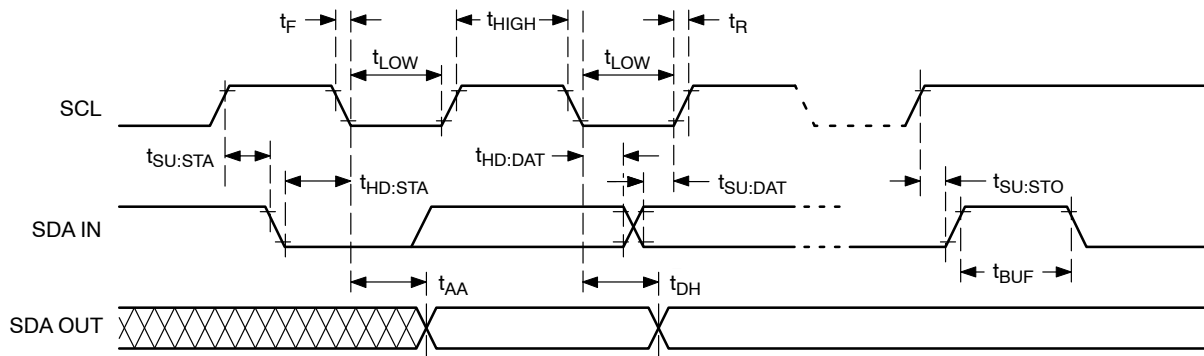 tF tHIGH tR
tLOW tLOW
SCL
tSU:STA tHD:DAT
tHD:STA tSU:DAT tSU:STO
SDA IN
tAA tDH tBUF
SDA OUT